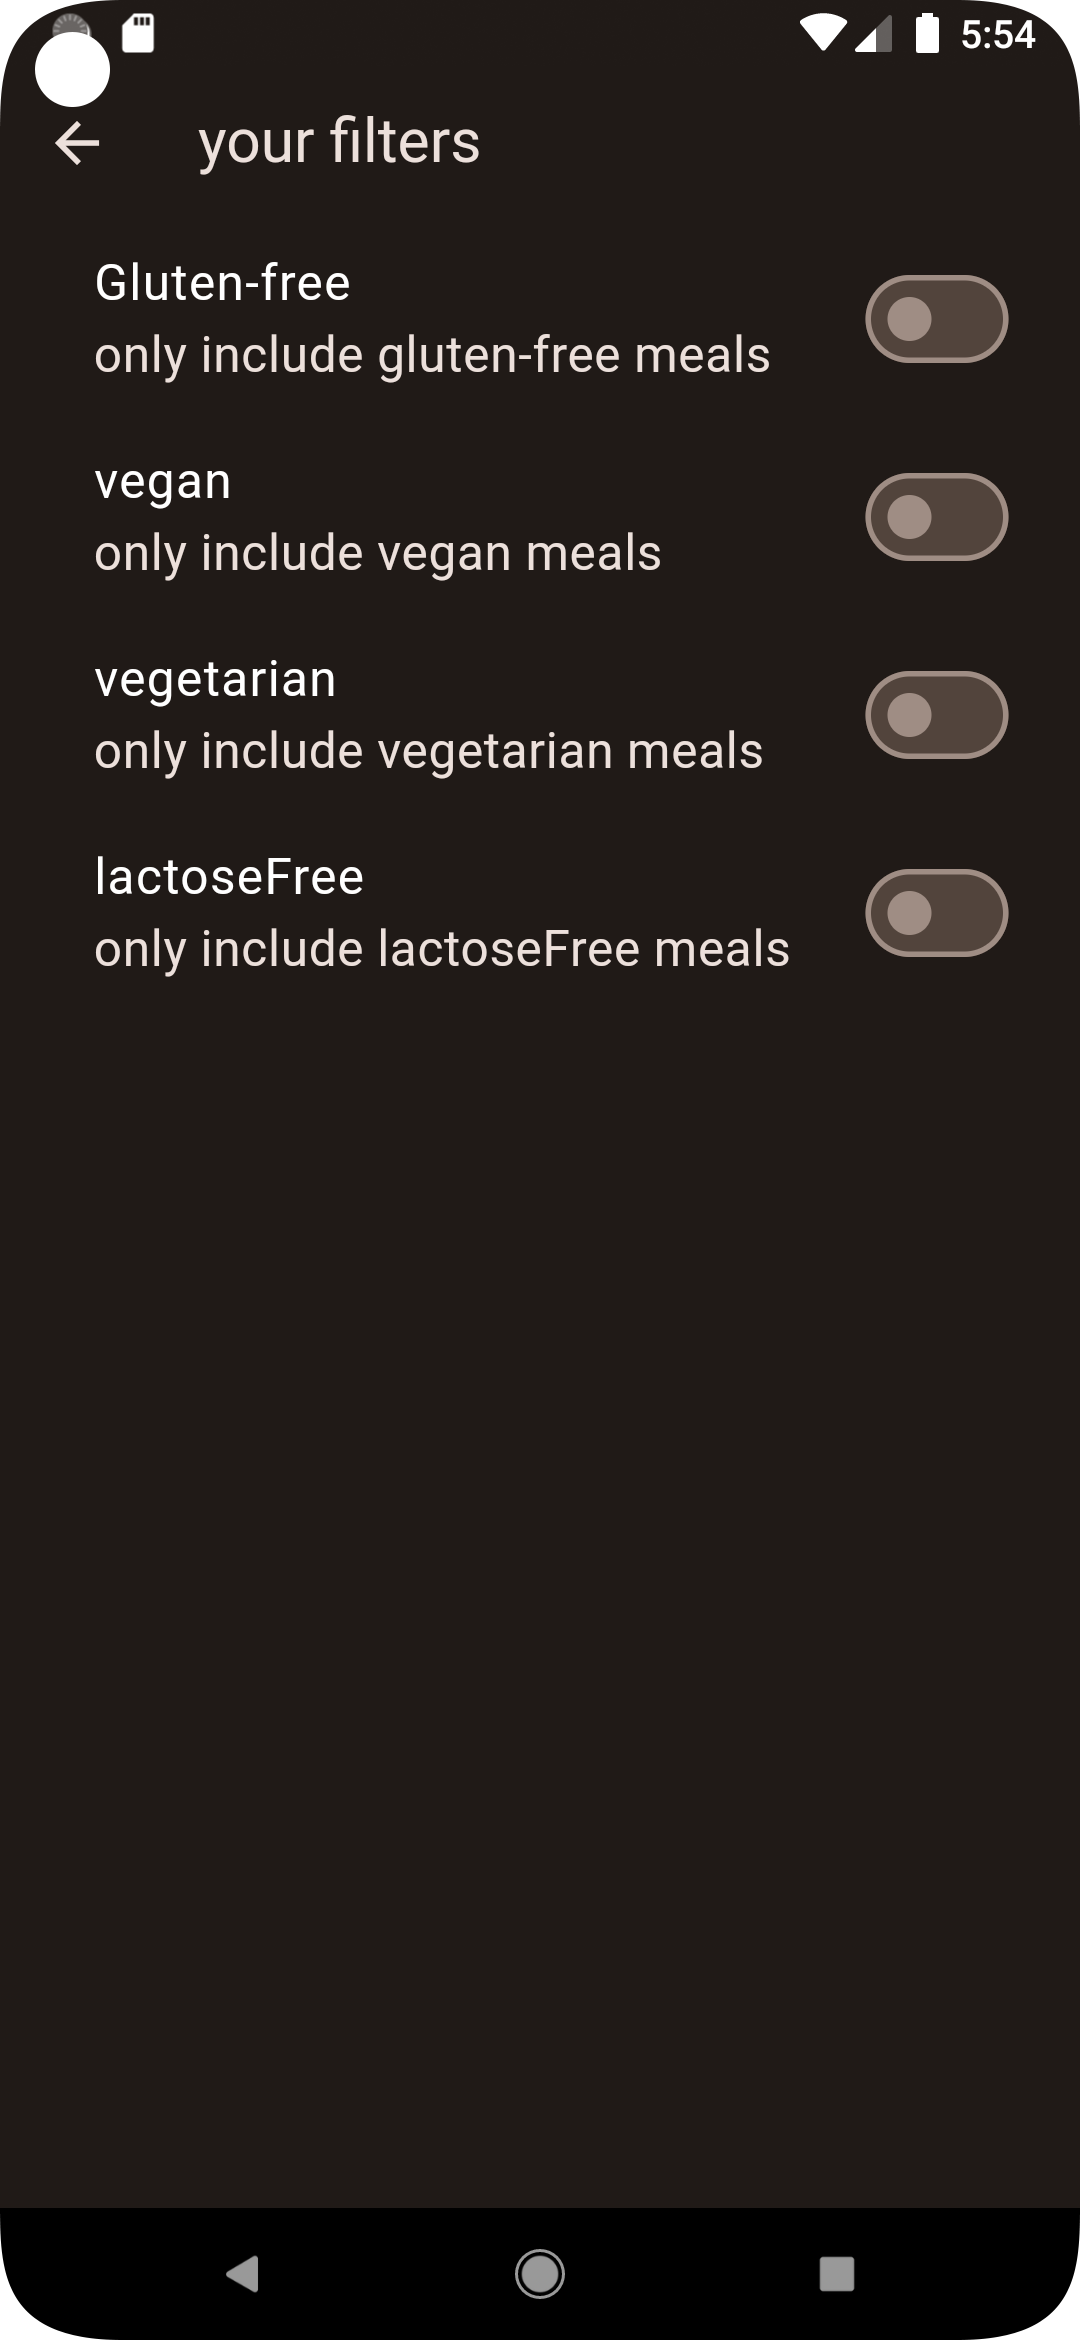 5:54
your filters
Gluten-free
only include gluten-free meals
vegan
only include vegan meals
vegetarian
only include vegetarian meals
lactoseFree
only include lactoseFree meals